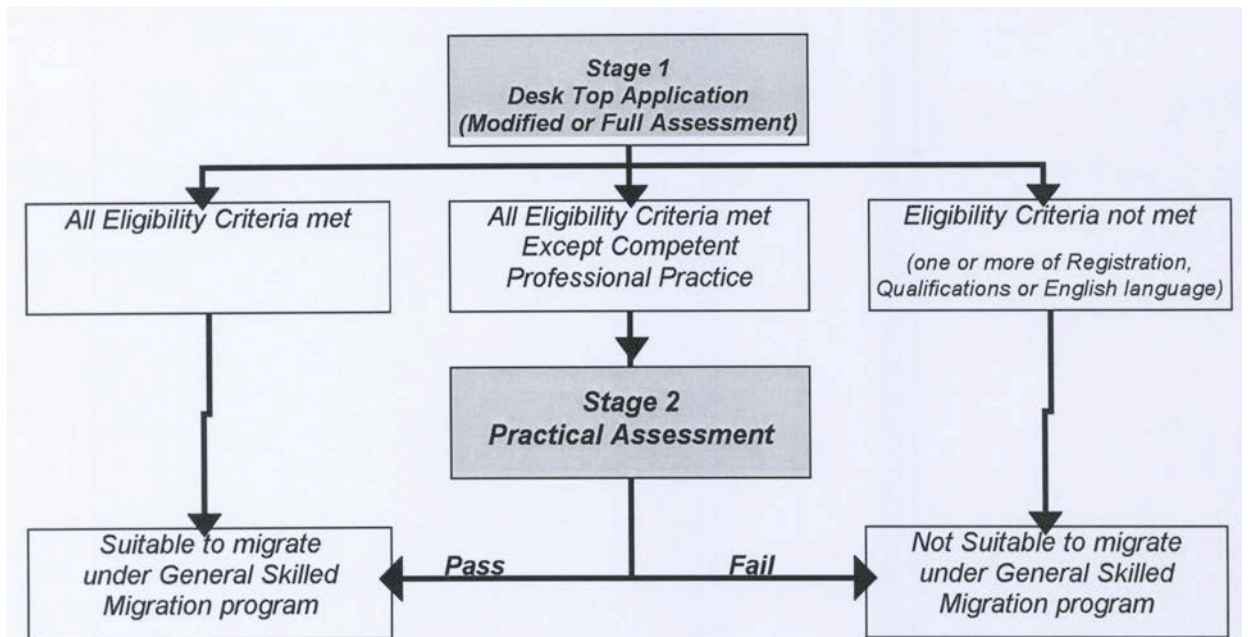 Stage 1
Desk Top Application
(Modified or Full Assessment)
All Eligibility Criteria met
All Eligibility Criteria met
Except Competent
Professional Practice
Eligibility Criteria not met
(one or more of Registration,
Qualifications or English language)
Stage 2
Practical Assessment
Pass
Fail
Suitable to migrate
under General Skilled
Migration program
Not Suitable to migrate
under General Skilled
Migration program